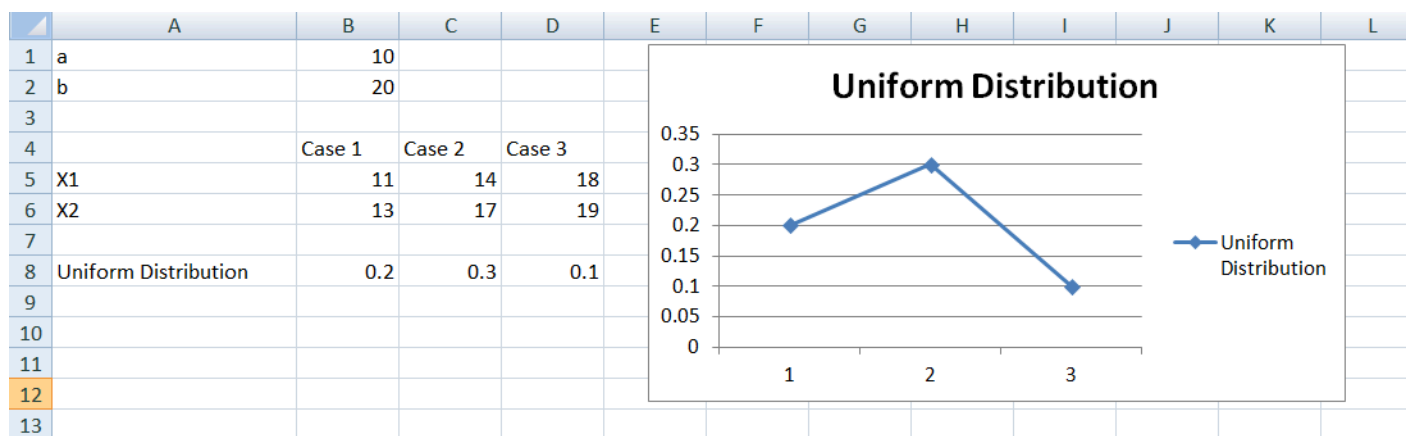 A B C D E F G H I J K L
1 a 10
2 b 20
3
4 Case 1 Case 2 Case 3
5 X1 11 14 18
6 X2 13 17 19
7
8 Uniform Distribution 0.2 0.3 0.1
9
10
11
12
13
Uniform Distribution
0.35
0.3
0.25
0.2
0.15
0.1
0.05
0
1 2 3
Uniform
Distribution